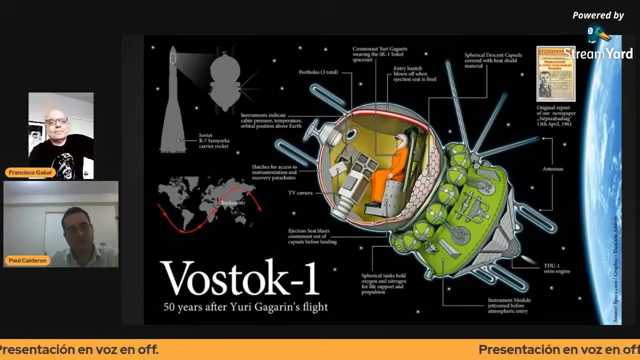 Powered by
StreamYard
Cosmonaut Yuri Gagarin
wearing the SK-1 Sokol
spacesuit
Spherical Descent Capsule
covered with heat shield
material
Portholes (3 total)
Entry hantch
blown off when
ejection seat is fired
Original report
of our newspaper
13th April, 1961
Instruments indicate
cabin pressure, temperature,
orbital position above Earth
Soviet
R-7 Semyorka
carrier rocket
Hatches for access to
instrumentation and
recovery parachutes
Antennas
TV camera
Ejection Seat blasts
cosmonaut out of
capsule before landing
TDU-1
retro engine
Spherical tanks hold
oxygen and nitrogen
for life support and
propulsion
Instrument Module
jettisoned before
atmospheric entry
Vostok-1
50 years after Yuri Gagarin's flight
Francisco Galué
Paul Calderon
Presentación en voz en off.
Presentación en voz en off